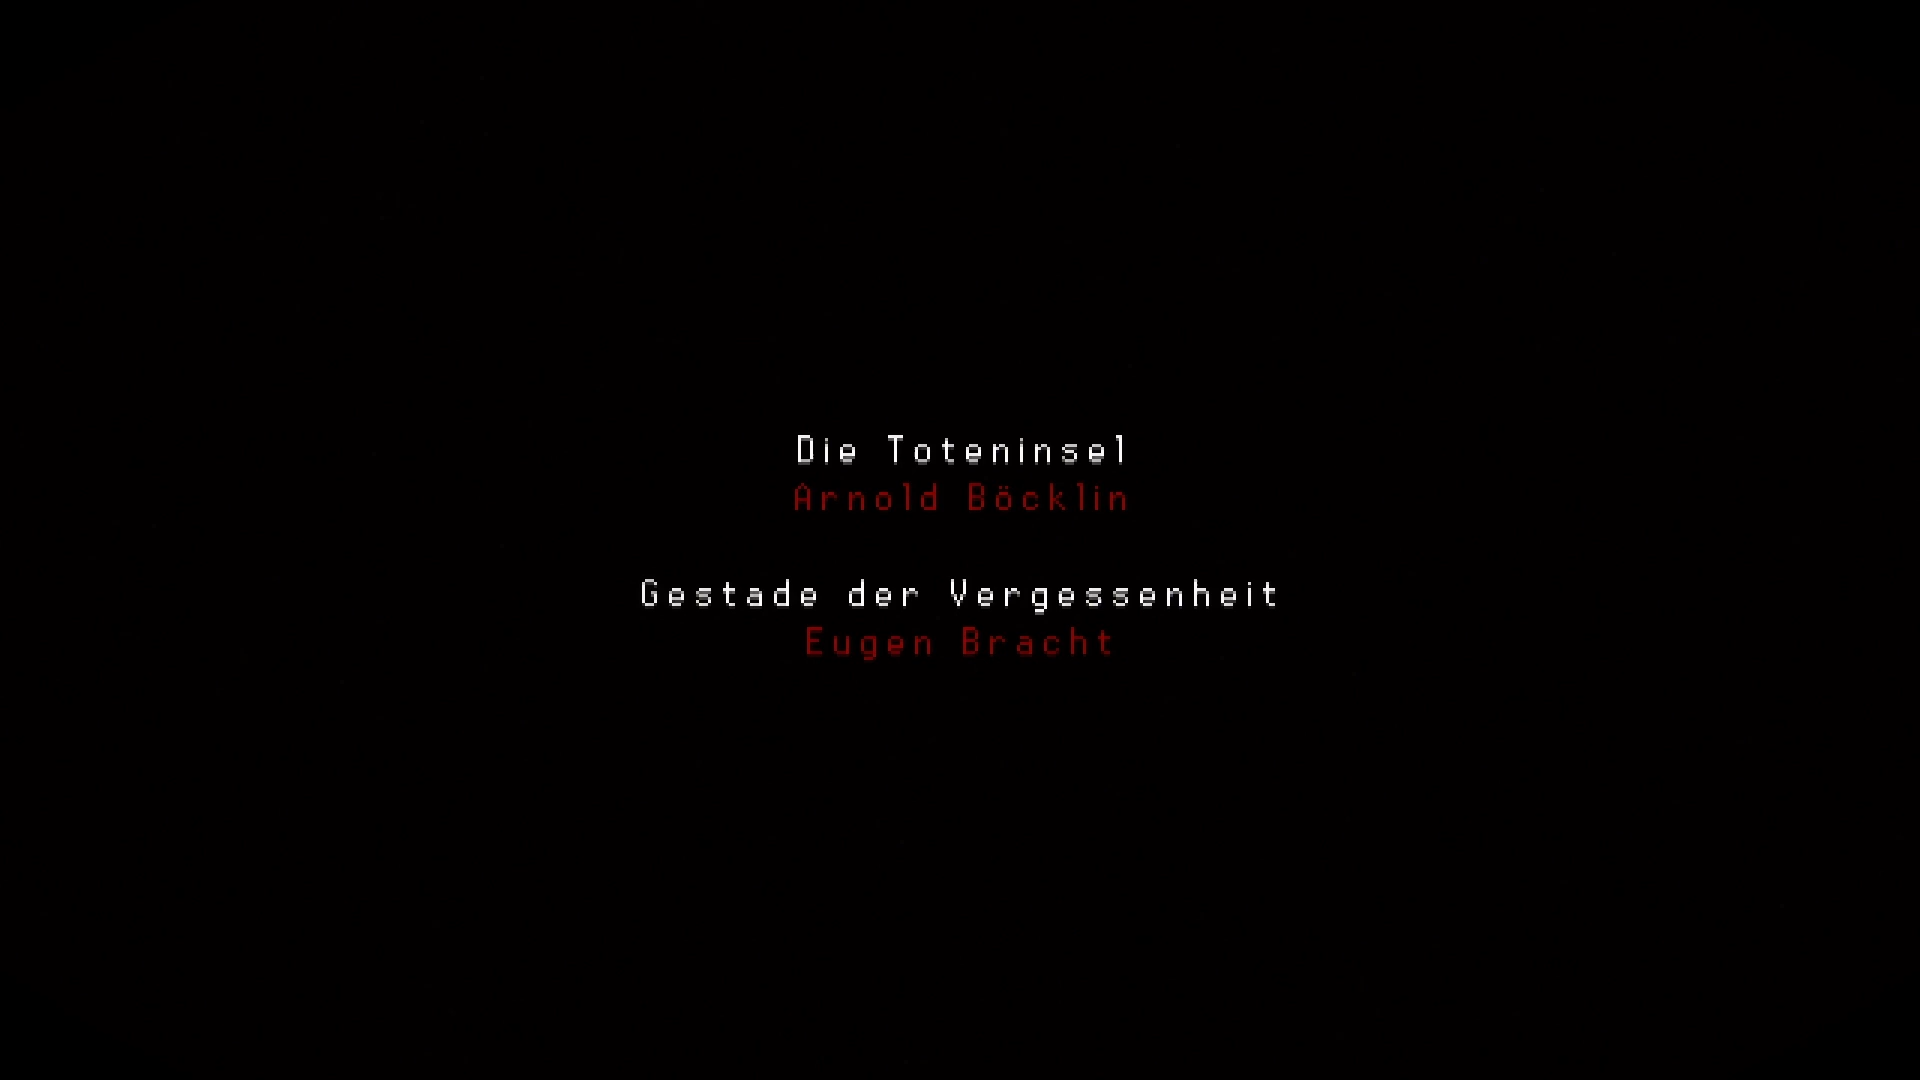 Die Toteninsel
Arnold Böcklin
Gestade der Vergessenheit
Eugen Bracht